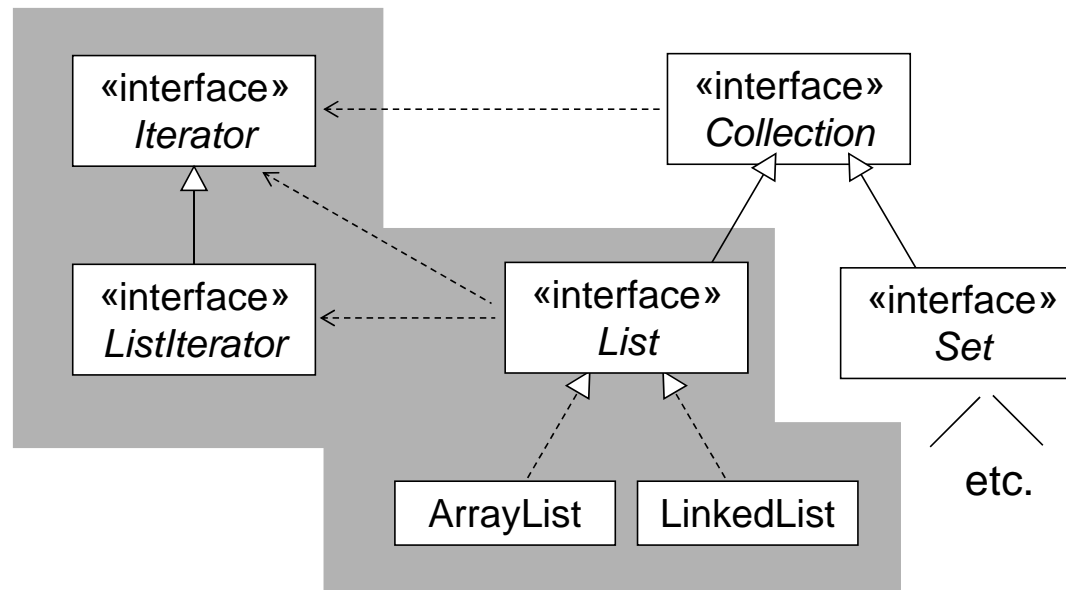 «interface»
Iterator
«interface»
Collection
«interface»
ListIterator
«interface»
List
«interface»
Set
etc.
ArrayList
LinkedList